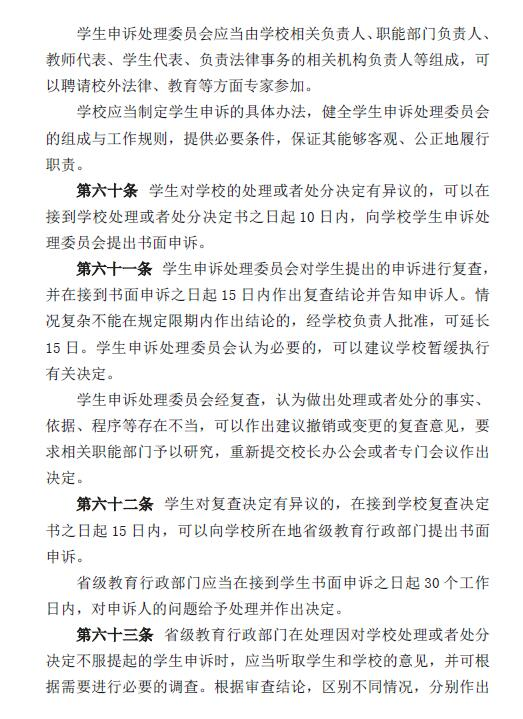 学生申诉处理委员会应当由学校相关负责人、职能部门负责人、
教师代表、学生代表、负责法律事务的相关机构负责人等组成，可
以聘请校外法律、教育等方面专家参加。
学校应当制定学生申诉的具体办法，健全学生申诉处理委员会
的组成与工作规则，提供必要条件，保证其能够客观、公正地履行
职责。
第六十条 学生对学校的处理或者处分决定有异议的，可以在
接到学校处理或者处分决定书之日起 10 日内，向学校学生申诉处
理委员会提出书面申诉。
第六十一条 学生申诉处理委员会对学生提出的申诉进行复查，
并在接到书面申诉之日起 15 日内作出复查结论并告知申诉人。情
况复杂不能在规定限期内作出结论的，经学校负责人批准，可延长
15 日。学生申诉处理委员会认为必要的，可以建议学校暂缓执行
有关决定。
学生申诉处理委员会经复查，认为做出处理或者处分的事实、
依据、程序等存在不当，可以作出建议撤销或变更的复查意见，要
求相关职能部门予以研究，重新提交校长办公会或者专门会议作出
决定。
第六十二条 学生对复查决定有异议的，在接到学校复查决定
书之日起 15 日内，可以向学校所在地省级教育行政部门提出书面
申诉。
省级教育行政部门应当在接到学生书面申诉之日起 30 个工作
日内，对申诉人的问题给予处理并作出决定。
第六十三条 省级教育行政部门在处理因对学校处理或者处分
决定不服提起的学生申诉时，应当听取学生和学校的意见，并可根
据需要进行必要的调查。根据审查结论，区别不同情况，分别作出